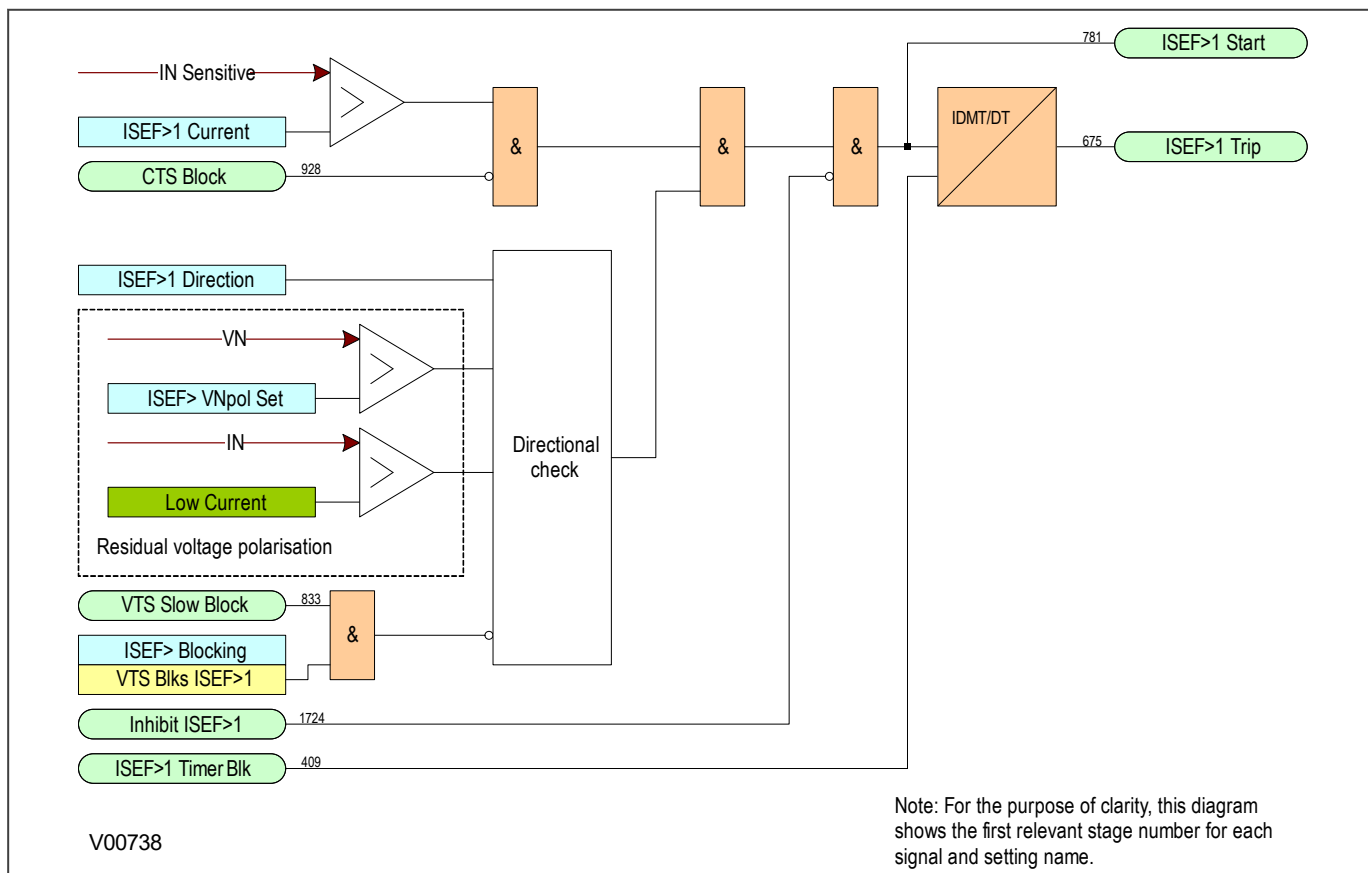 781
ISEF>1 Start
IN Sensitive
ISEF>1 Current
CTS Block
928
&
&
&
IDMT/DT
675
ISEF>1 Trip
ISEF>1 Direction
VN
ISEF> VNpol Set
IN
Low Current
Residual voltage polarisation
Directional
check
VTS Slow Block
833
&
ISEF> Blocking
VTS Blks ISEF>1
Inhibit ISEF>1
1724
ISEF>1 Timer Blk
409
Note: For the purpose of clarity, this diagram
shows the first relevant stage number for each
signal and setting name.
V00738